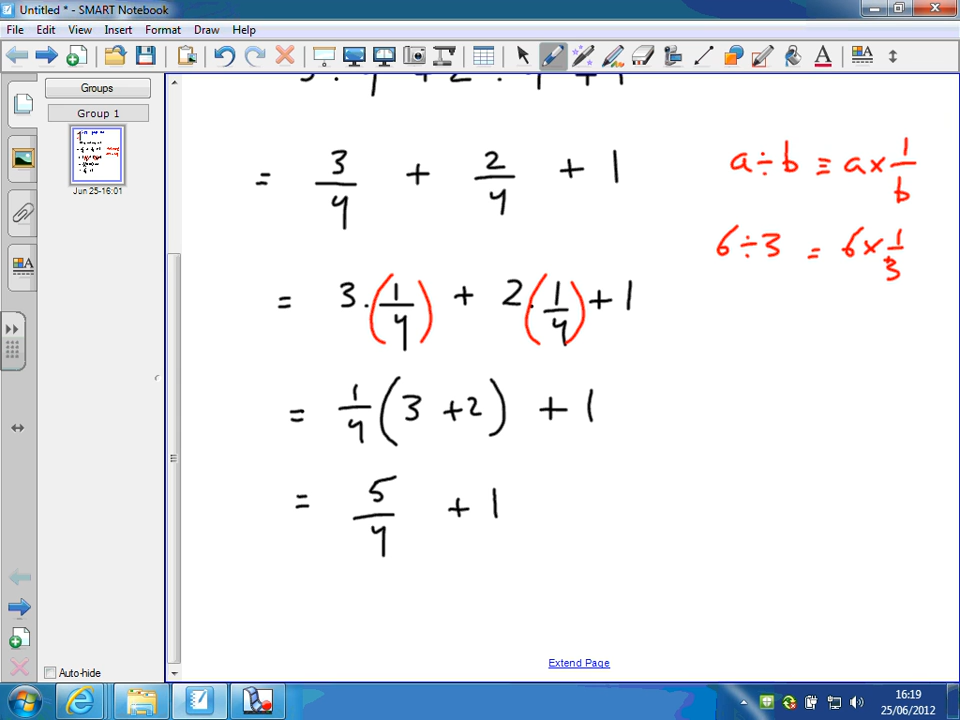 Untitled * - SMART Notebook
File Edit View Insert Format Draw Help
Groups
Group 1
Jun 25-16:01
= 3/4 + 2/4 + 1
a ÷ b ≡ a × 1/b
6 ÷ 3 = 6 × 1/3
= 3.(1/4) + 2.(1/4) + 1
= 1/4 (3 + 2) + 1
= 5/4 + 1
Extend Page
Auto-hide
16:19
25/06/2012